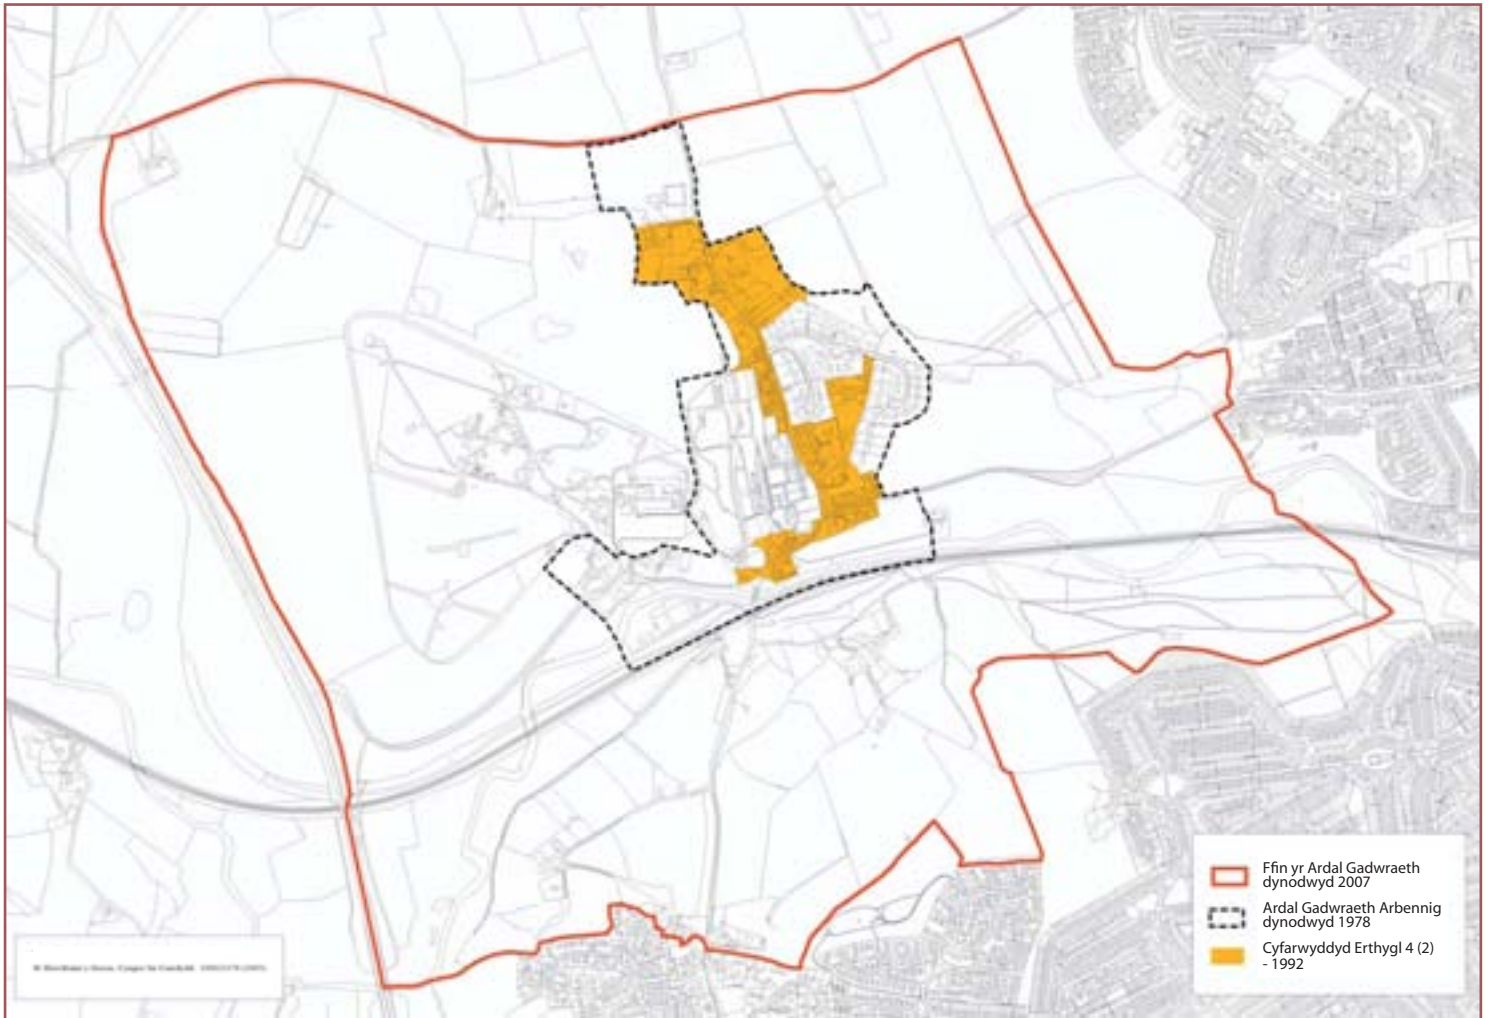 Ffin yr Ardal Gadwraeth
dynodwyd 2007
Ardal Gadwraeth Arbennig
dynodwyd 1978
Cyfarwyddyd Erthygl 4 (2)
- 1992